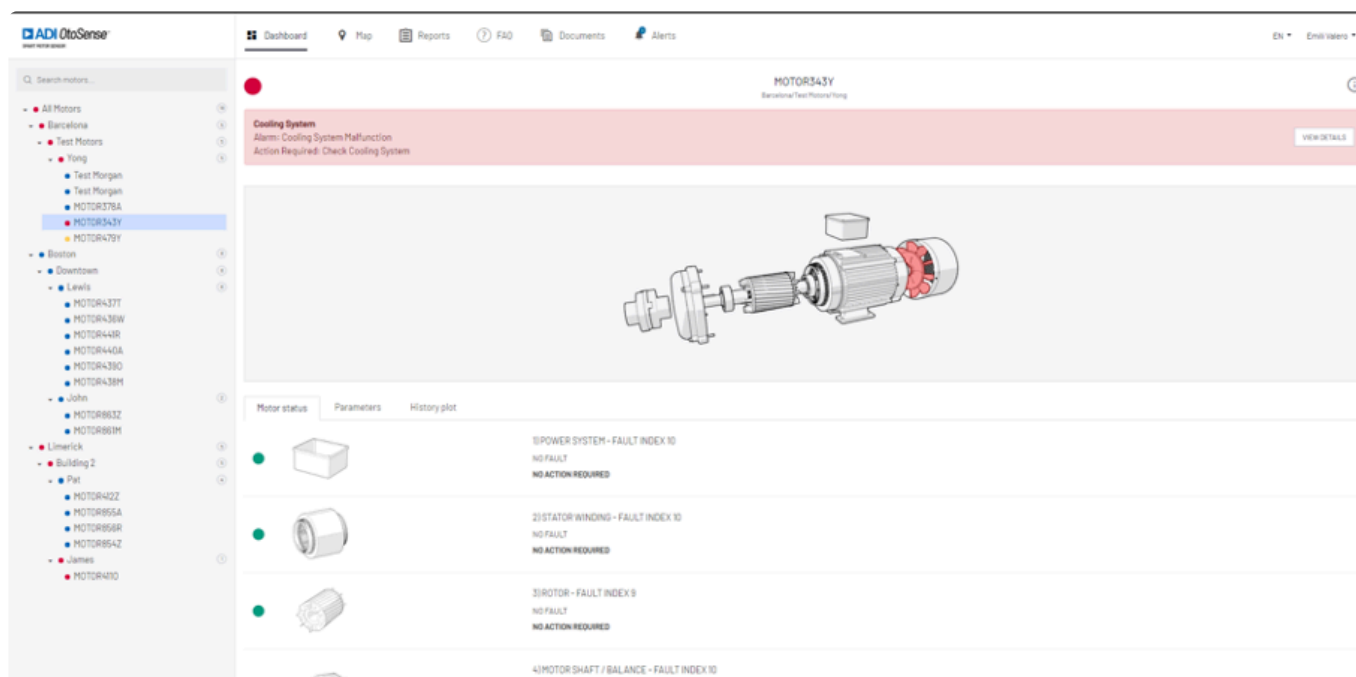 ADI OtoSense
SMART MOTOR SENSOR
Dashboard
Map
Reports
FAQ
Documents
Alerts
EN
Emili Valero
Search motors...
All Motors
Barcelona
Test Motors
Yong
Test Morgan
Test Morgan
MOTOR378A
MOTOR343Y
MOTOR479Y
Boston
Downtown
Lewis
MOTOR437T
MOTOR436W
MOTOR441R
MOTOR440A
MOTOR439O
MOTOR438M
John
MOTOR863Z
MOTOR861M
Limerick
Building 2
Pat
MOTOR412Z
MOTOR855A
MOTOR856R
MOTOR854Z
James
MOTOR411O
MOTOR343Y
Barcelona/Test Motors/Yong
Cooling System
Alarm: Cooling System Malfunction
Action Required: Check Cooling System
VIEW DETAILS
Motor status
Parameters
History plot
1) POWER SYSTEM - FAULT INDEX 10
NO FAULT
NO ACTION REQUIRED
2) STATOR WINDING - FAULT INDEX 10
NO FAULT
NO ACTION REQUIRED
3) ROTOR - FAULT INDEX 9
NO FAULT
NO ACTION REQUIRED
4) MOTOR SHAFT / BALANCE - FAULT INDEX 10